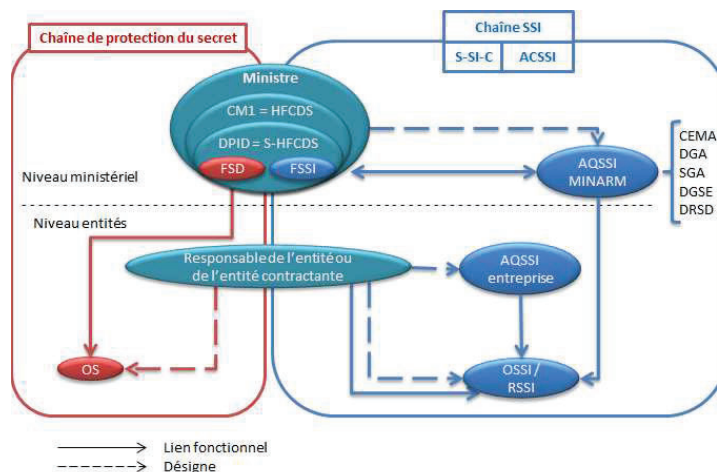 Chaîne de protection du secret
Chaîne SSI
S-SI-C
ACSSI
Ministre
CM1 = HFCDS
DPID = S-HFCDS
FSD
FSSI
AQSSI
MINARM
CEMA
DGA
SGA
DGSE
DRSD
Niveau ministériel
Niveau entités
Responsable de l'entité ou
de l'entité contractante
AQSSI
entreprise
OS
OSSI /
RSSI
Lien fonctionnel
Désigne